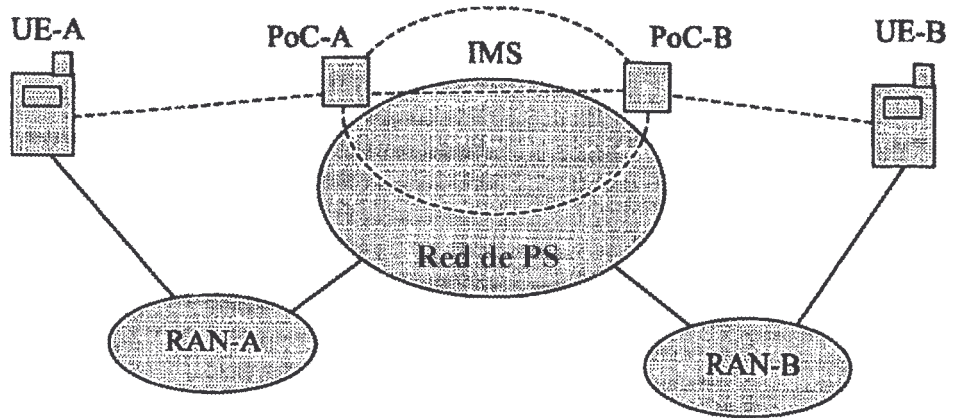 UE-A
PoC-A
IMS
PoC-B
UE-B
Red de PS
RAN-A
RAN-B